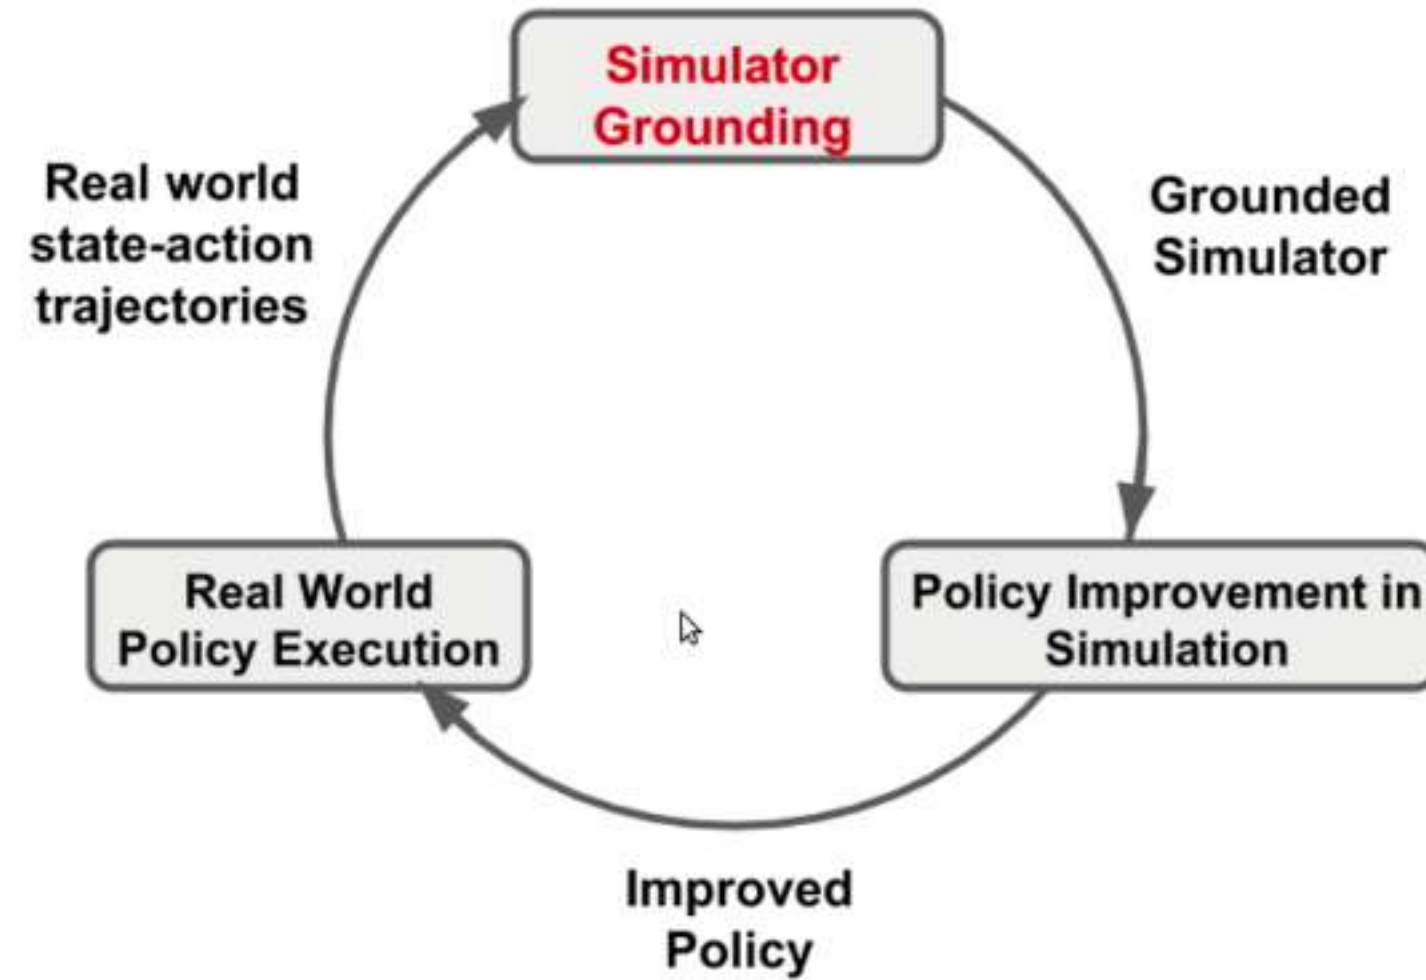 Simulator
Grounding
Real world
state-action
trajectories
Grounded
Simulator
Real World
Policy Execution
Policy Improvement in
Simulation
Improved
Policy